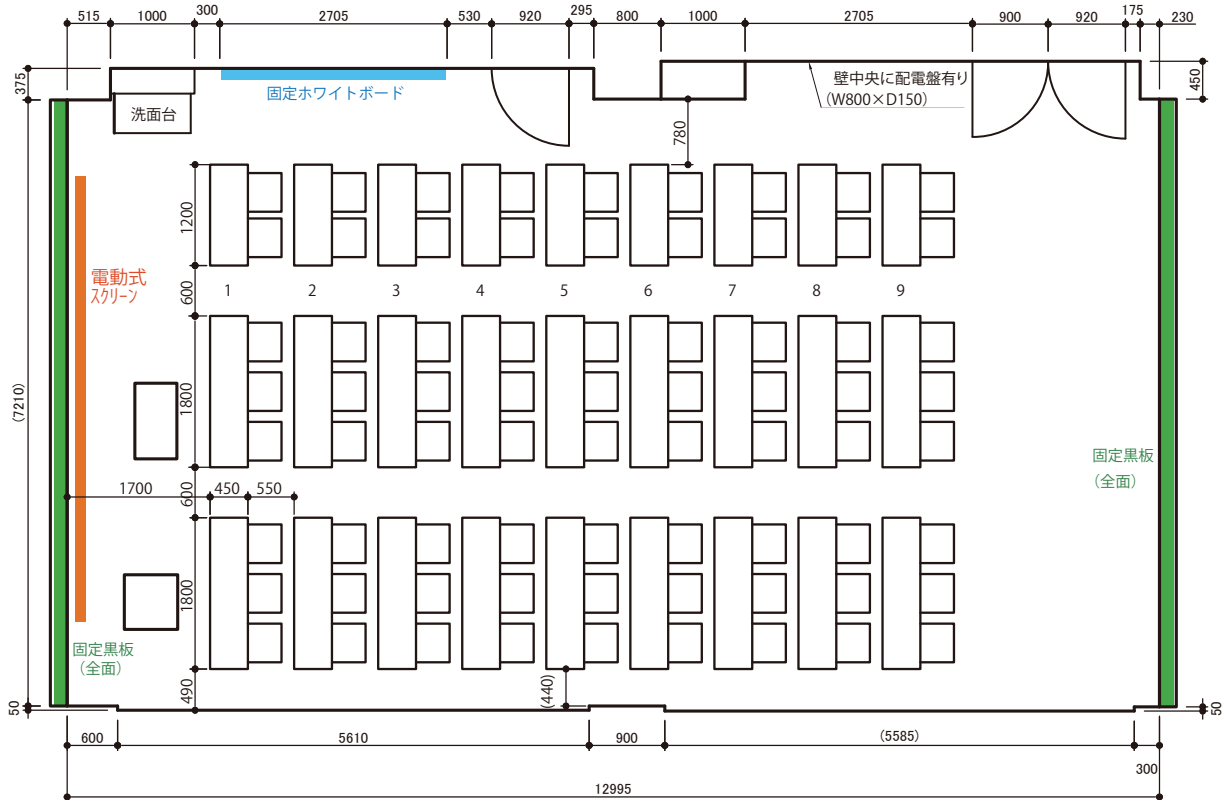 515 1000 300 2705 530 920 295 800 1000 2705 900 920 175 230
375
450
固定ホワイトボード
壁中央に配電盤有り
(W800×D150)
洗面台
780
1200
電動式
スクリーン
600
1 2 3 4 5 6 7 8 9
(7210)
1800
固定黒板
(全面)
1700 450 550
600
1800
固定黒板
(全面)
490
(440)
50
50
600 5610 900 (5585)
300
12995